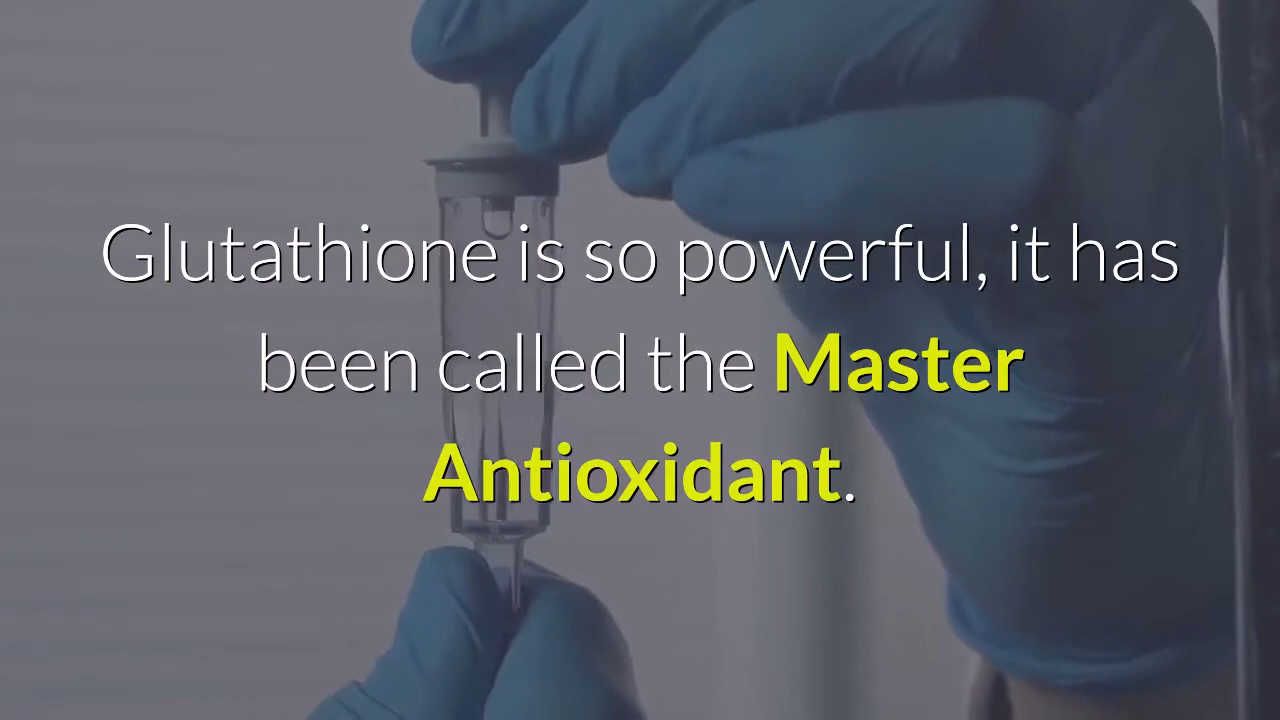 Glutathione is so powerful, it has
been called the Master
Antioxidant.